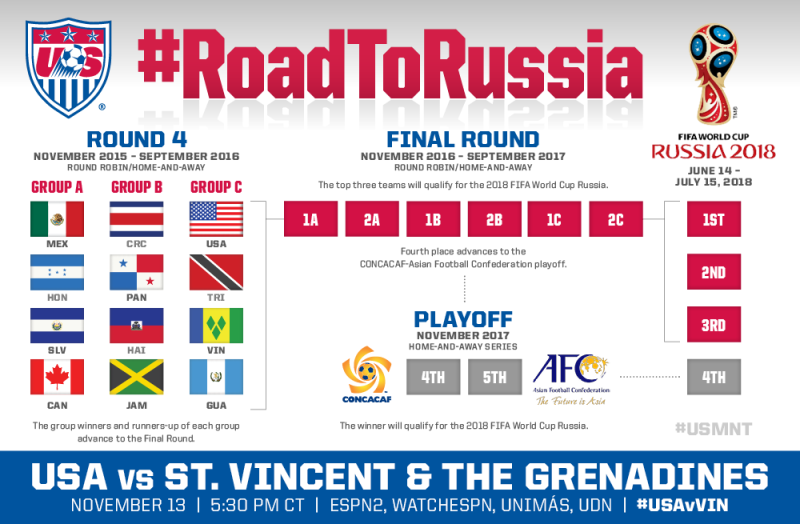 US
®
#RoadToRussia
TMS
FIFA WORLD CUP
RUSSIA 2018
JUNE 14 –
JULY 15, 2018
ROUND 4
NOVEMBER 2015 – SEPTEMBER 2016
ROUND ROBIN/HOME-AND-AWAY
GROUP A GROUP B GROUP C
MEX CRC USA
HON PAN TRI
SLV HAI VIN
CAN JAM GUA
The group winners and runners-up of each group
advance to the Final Round.
FINAL ROUND
NOVEMBER 2016 – SEPTEMBER 2017
ROUND ROBIN/HOME-AND-AWAY
The top three teams will qualify for the 2018 FIFA World Cup Russia.
1A 2A 1B 2B 1C 2C
Fourth place advances to the
CONCACAF-Asian Football Confederation playoff.
PLAYOFF
NOVEMBER 2017
HOME-AND-AWAY SERIES
CONCACAF
4TH 5TH
AFC
Asian Football Confederation
The Future is Asia
The winner will qualify for the 2018 FIFA World Cup Russia.
1ST
2ND
3RD
4TH
#USMNT
USA vs ST. VINCENT & THE GRENADINES
NOVEMBER 13 | 5:30 PM CT | ESPN2, WATCHESPN, UNIMÁS, UDN | #USAvVIN